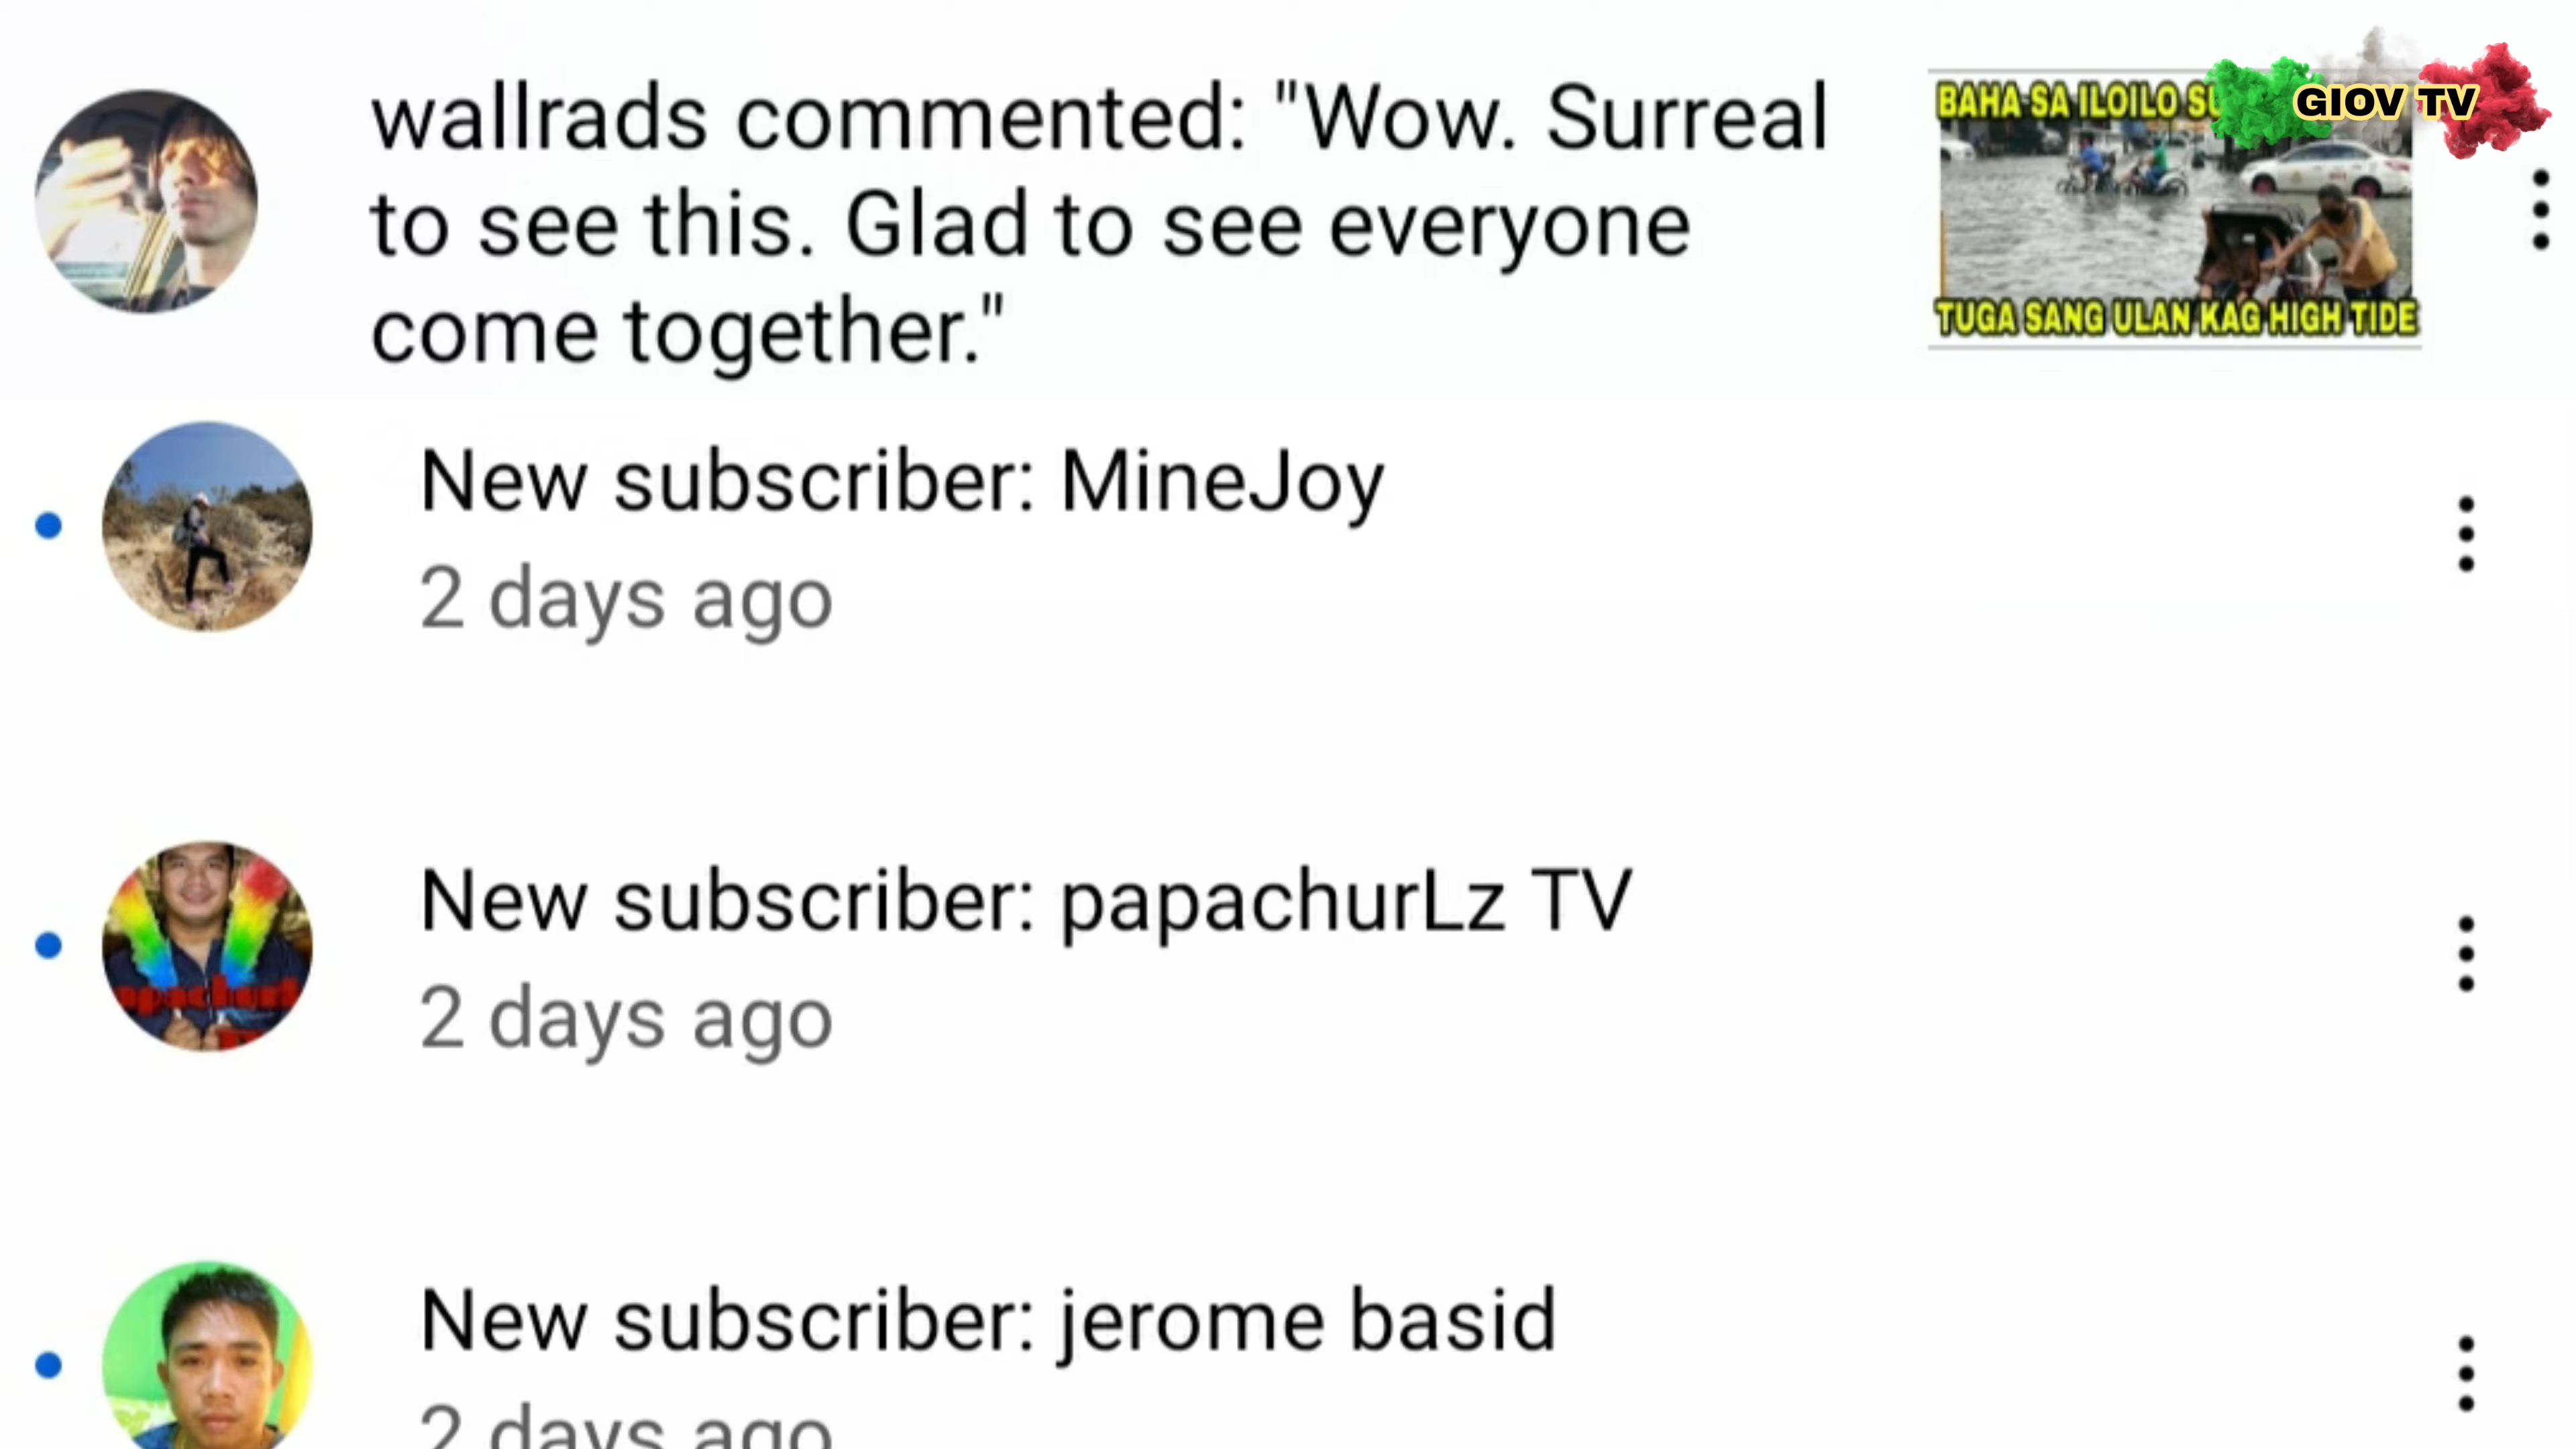 wallrads commented: "Wow. Surreal
to see this. Glad to see everyone
come together."
BAHA SA ILOILO
GIOV TV
TUGA SANG ULAN KAG HIGH TIDE
New subscriber: MineJoy
2 days ago
New subscriber: papachurLz TV
2 days ago
New subscriber: jerome basid
2 days ago